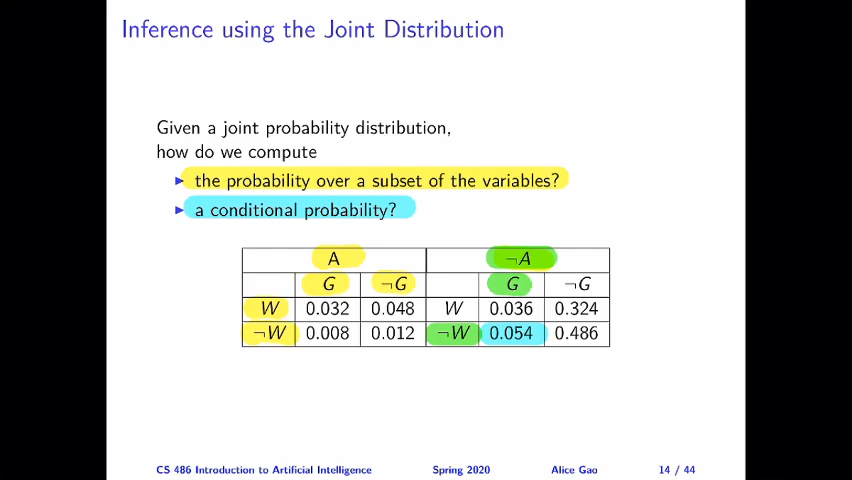 Inference using the Joint Distribution
Given a joint probability distribution,
how do we compute
▶ the probability over a subset of the variables?
▶ a conditional probability?
A ¬A
G ¬G G ¬G
W 0.032 0.048 W 0.036 0.324
¬W 0.008 0.012 ¬W 0.054 0.486
CS 486 Introduction to Artificial Intelligence Spring 2020 Alice Gao 14 / 44